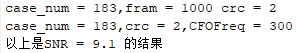 case_num = 183,fram = 1000 crc = 2
case_num = 183,crc = 2,CFOFreq = 300
以上是SNR = 9.1 的结果